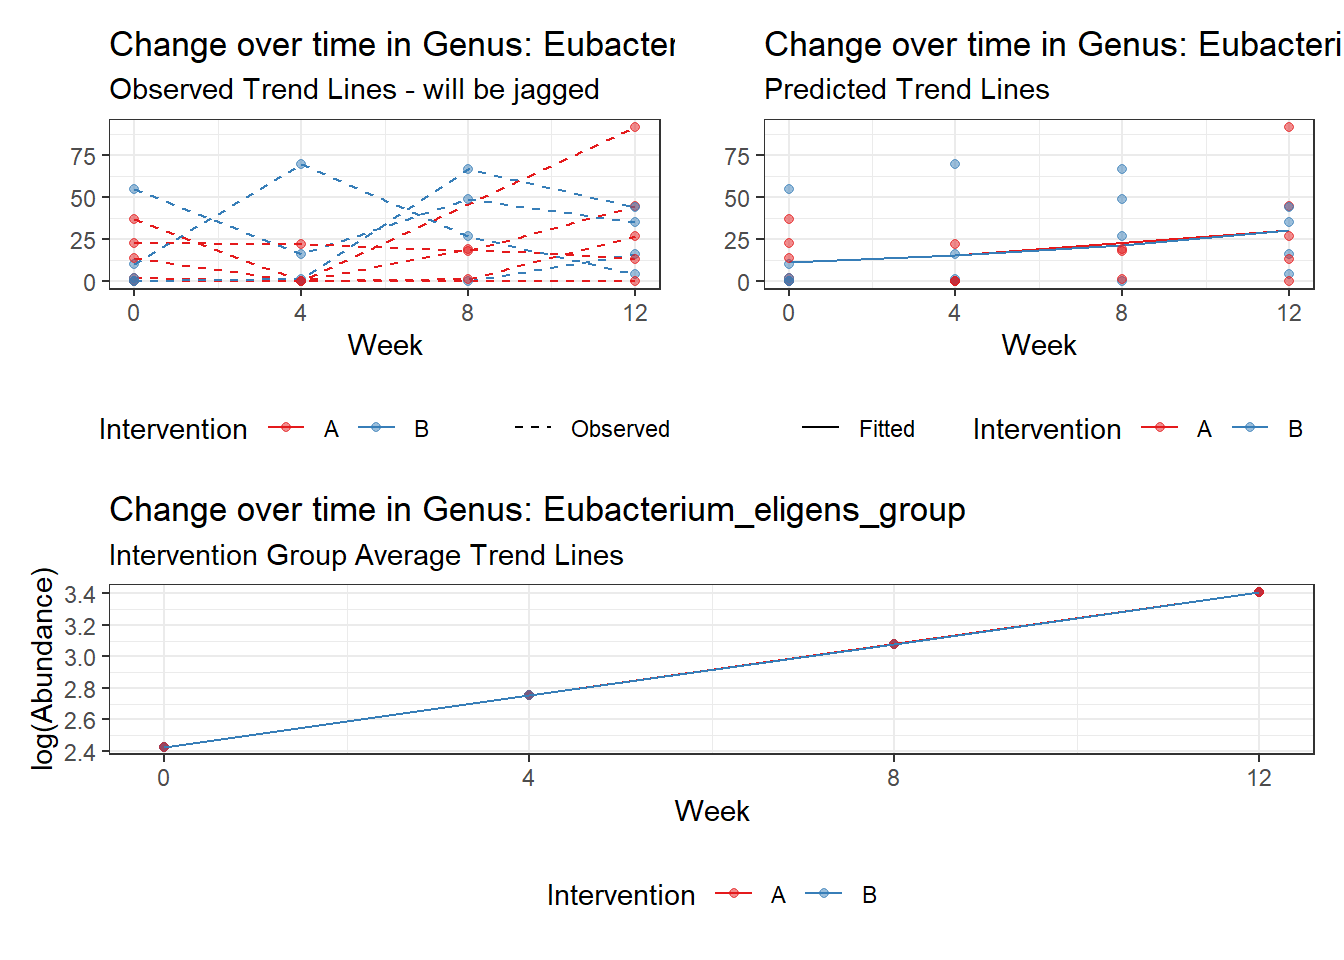 Change over time in Genus: Eubacter
Observed Trend Lines - will be jagged
75
50
25
0
0 4 8 12
Week
Intervention A B Observed
Change over time in Genus: Eubacteri
Predicted Trend Lines
75
50
25
0
0 4 8 12
Week
Fitted Intervention A B
Change over time in Genus: Eubacterium_eligens_group
Intervention Group Average Trend Lines
log(Abundance)
3.4
3.2
3.0
2.8
2.6
2.4
0 4 8 12
Week
Intervention A B